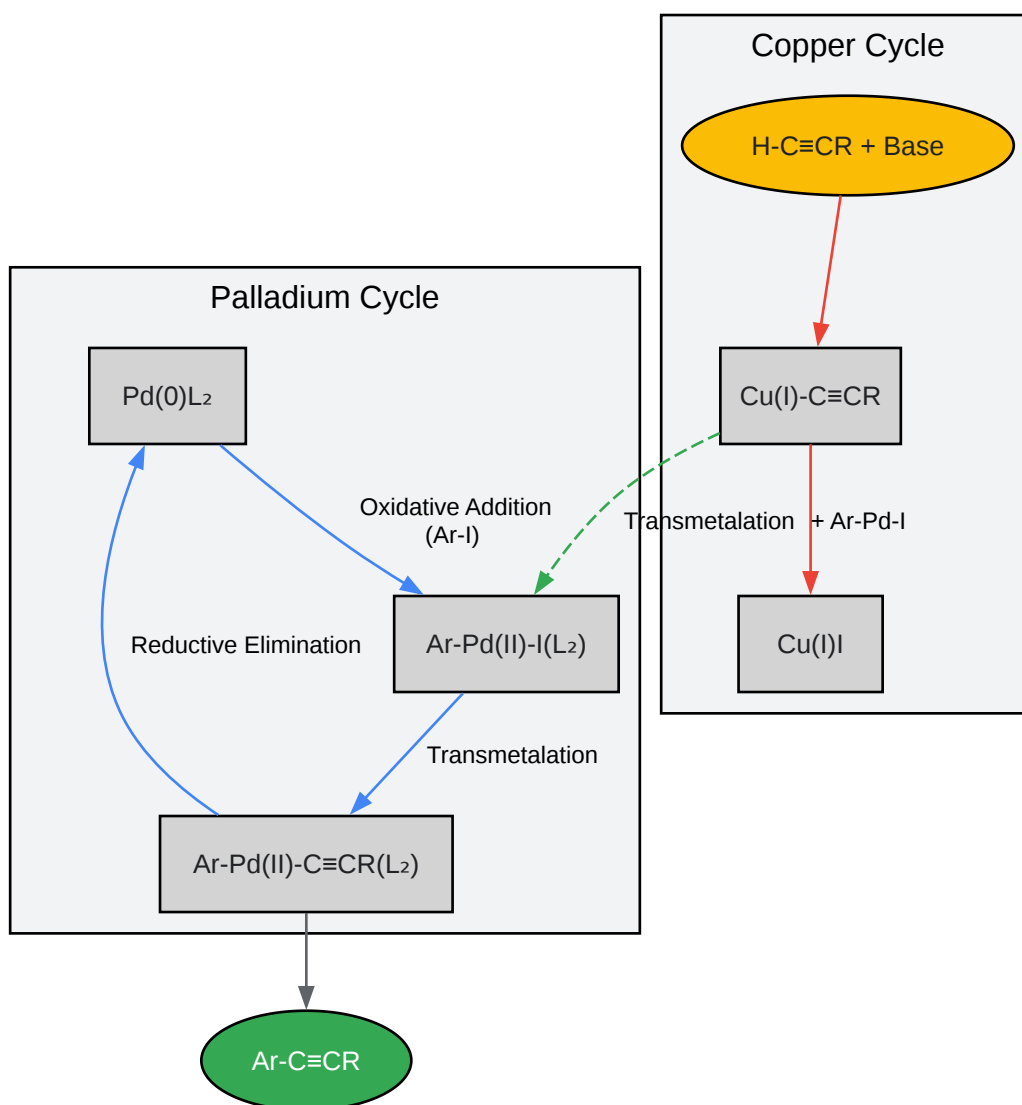 Copper Cycle
H-C≡CR + Base
Palladium Cycle
Pd(0)L₂
Cu(I)-C≡CR
Oxidative Addition
(Ar-I)
Transmetalation
+ Ar-Pd-I
Reductive Elimination
Ar-Pd(II)-I(L₂)
Cu(I)I
Transmetalation
Ar-Pd(II)-C≡CR(L₂)
Ar-C≡CR